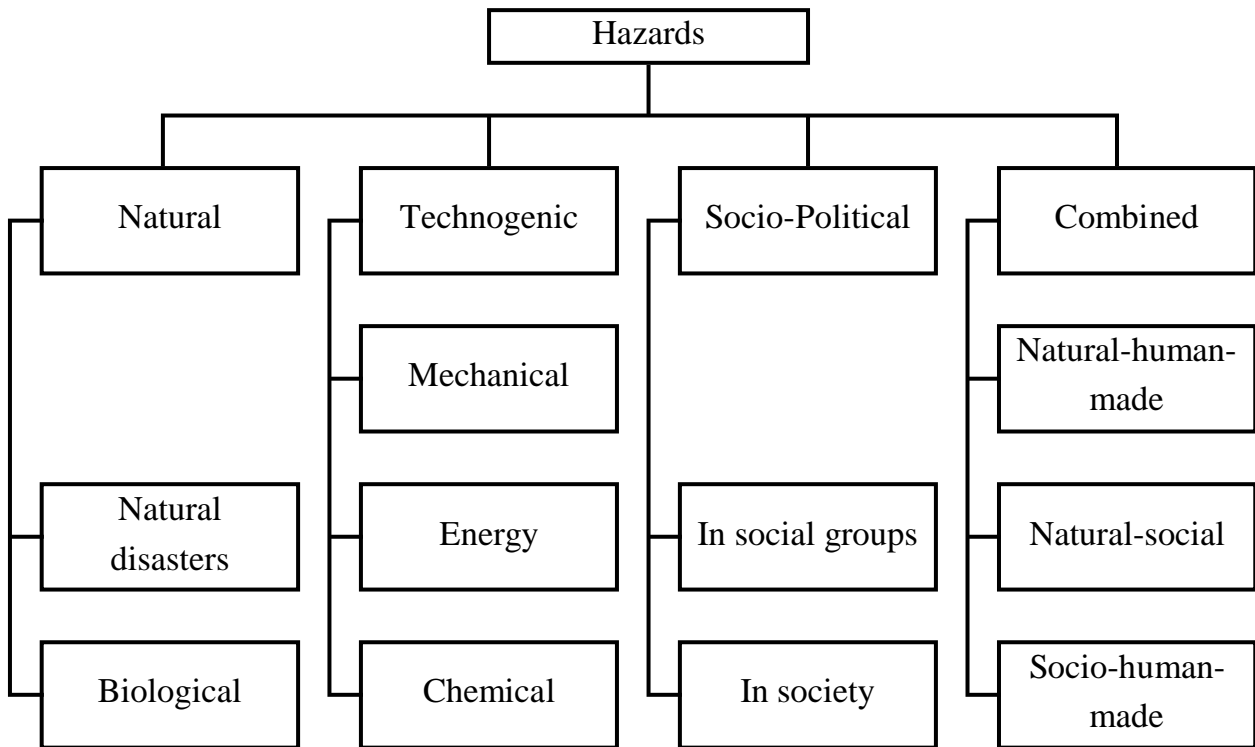 Hazards
Natural
Technogenic
Socio-Political
Combined
Mechanical
Natural-human-
made
Natural
disasters
Energy
In social groups
Natural-social
Biological
Chemical
In society
Socio-human-
made